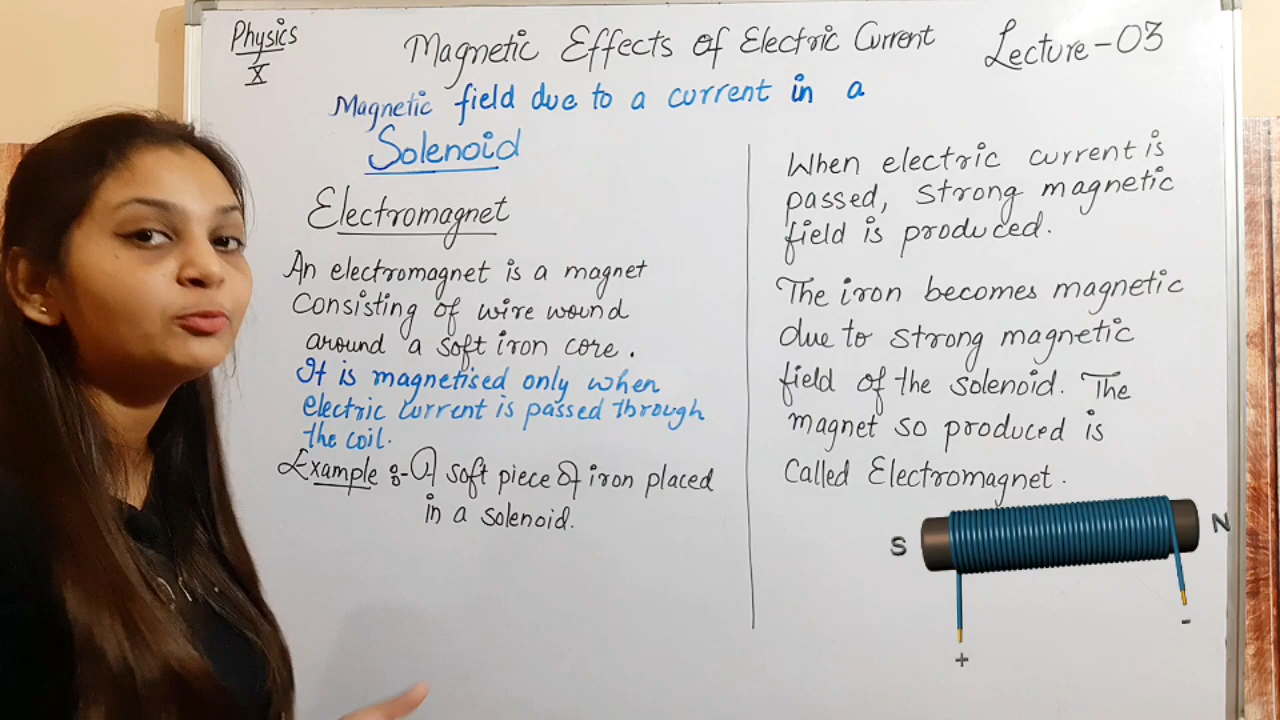 Physics
X
Magnetic Effects of Electric Current
Lecture-03
Magnetic field due to a current in a
Solenoid
Electromagnet
An electromagnet is a magnet
consisting of wire wound
around a soft iron core.
It is magnetised only when
electric current is passed through
the coil.
Example :- A soft piece of iron placed
in a solenoid.
When electric current is
passed, strong magnetic
field is produced.
The iron becomes magnetic
due to strong magnetic
field of the solenoid. The
magnet so produced is
called Electromagnet.
S
N
-
+